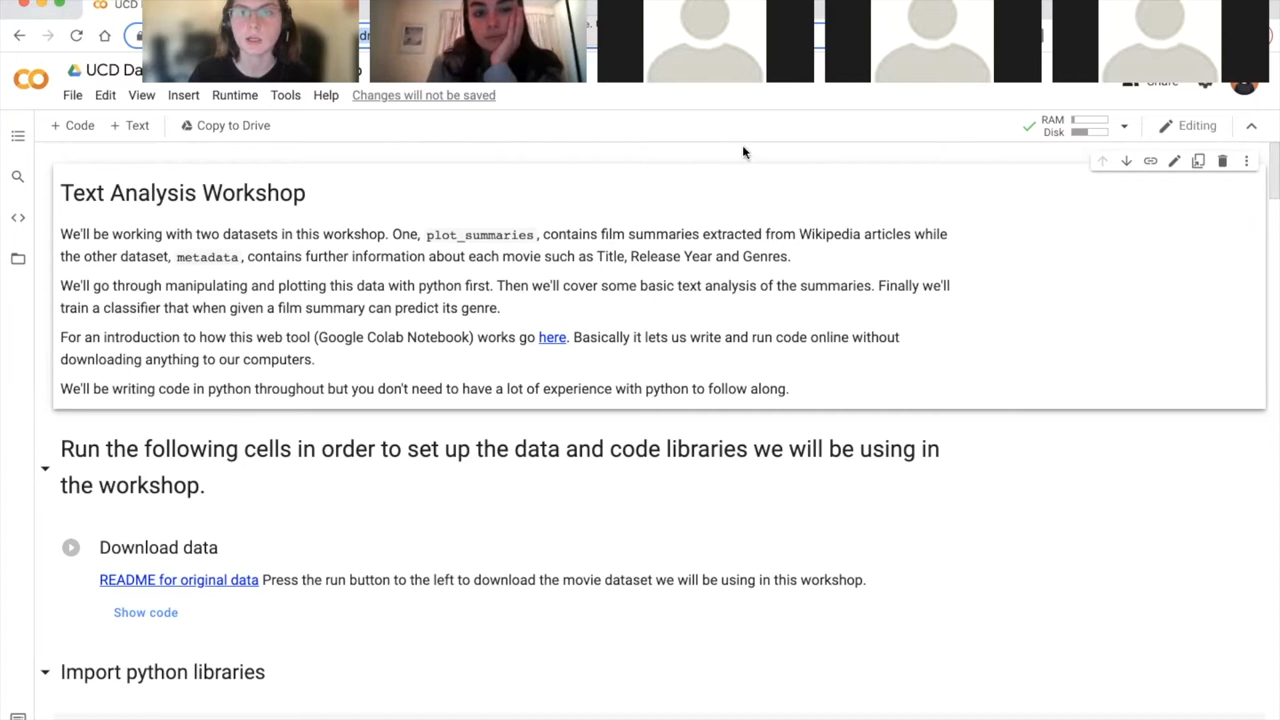 UCD D
UCD Da
File Edit View Insert Runtime Tools Help Changes will not be saved
+ Code + Text Copy to Drive
RAM
Disk
Editing
Text Analysis Workshop
We'll be working with two datasets in this workshop. One, plot_summaries, contains film summaries extracted from Wikipedia articles while
the other dataset, metadata, contains further information about each movie such as Title, Release Year and Genres.
We'll go through manipulating and plotting this data with python first. Then we'll cover some basic text analysis of the summaries. Finally we'll
train a classifier that when given a film summary can predict its genre.
For an introduction to how this web tool (Google Colab Notebook) works go here. Basically it lets us write and run code online without
downloading anything to our computers.
We'll be writing code in python throughout but you don't need to have a lot of experience with python to follow along.
Run the following cells in order to set up the data and code libraries we will be using in
the workshop.
Download data
README for original data Press the run button to the left to download the movie dataset we will be using in this workshop.
Show code
Import python libraries